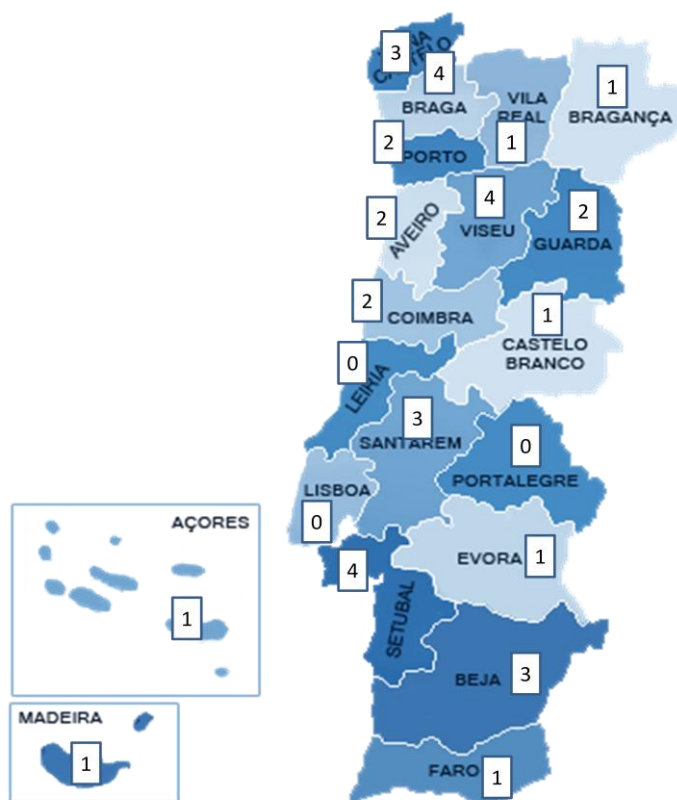 3
CASTELO
4
BRAGA
VILA
REAL
1
1
BRAGANÇA
2
PORTO
2
AVEIRO
4
VISEU
2
GUARDA
2
COIMBRA
1
CASTELO
BRANCO
0
LEIRIA
3
SANTAREM
0
PORTALEGRE
LISBOA
0
AÇORES
1
4
SETUBAL
EVORA
1
BEJA
3
MADEIRA
1
FARO
1